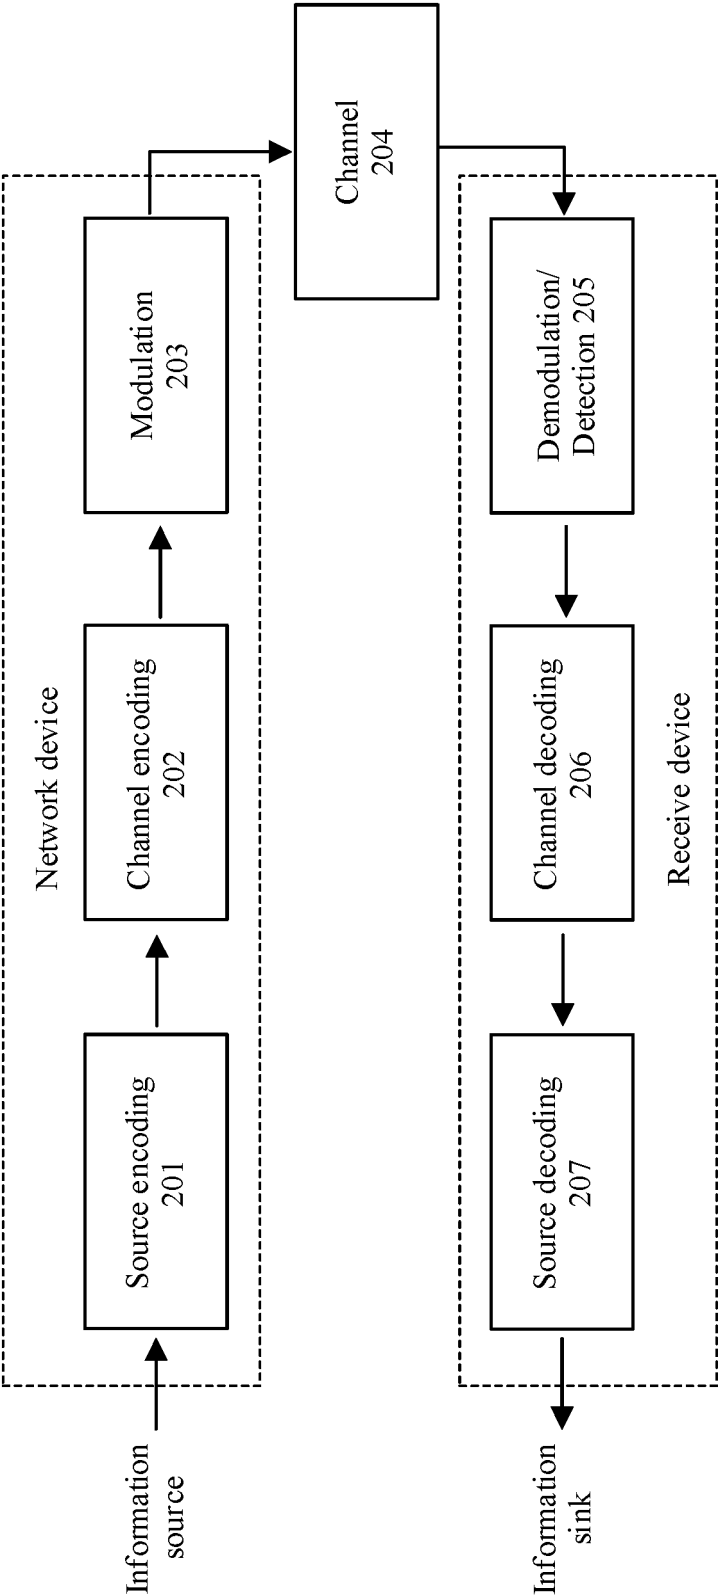 Network device
Information
source
Source encoding
201
Channel encoding
202
Modulation
203
Channel
204
Demodulation/
Detection 205
Channel decoding
206
Source decoding
207
Information
sink
Receive device